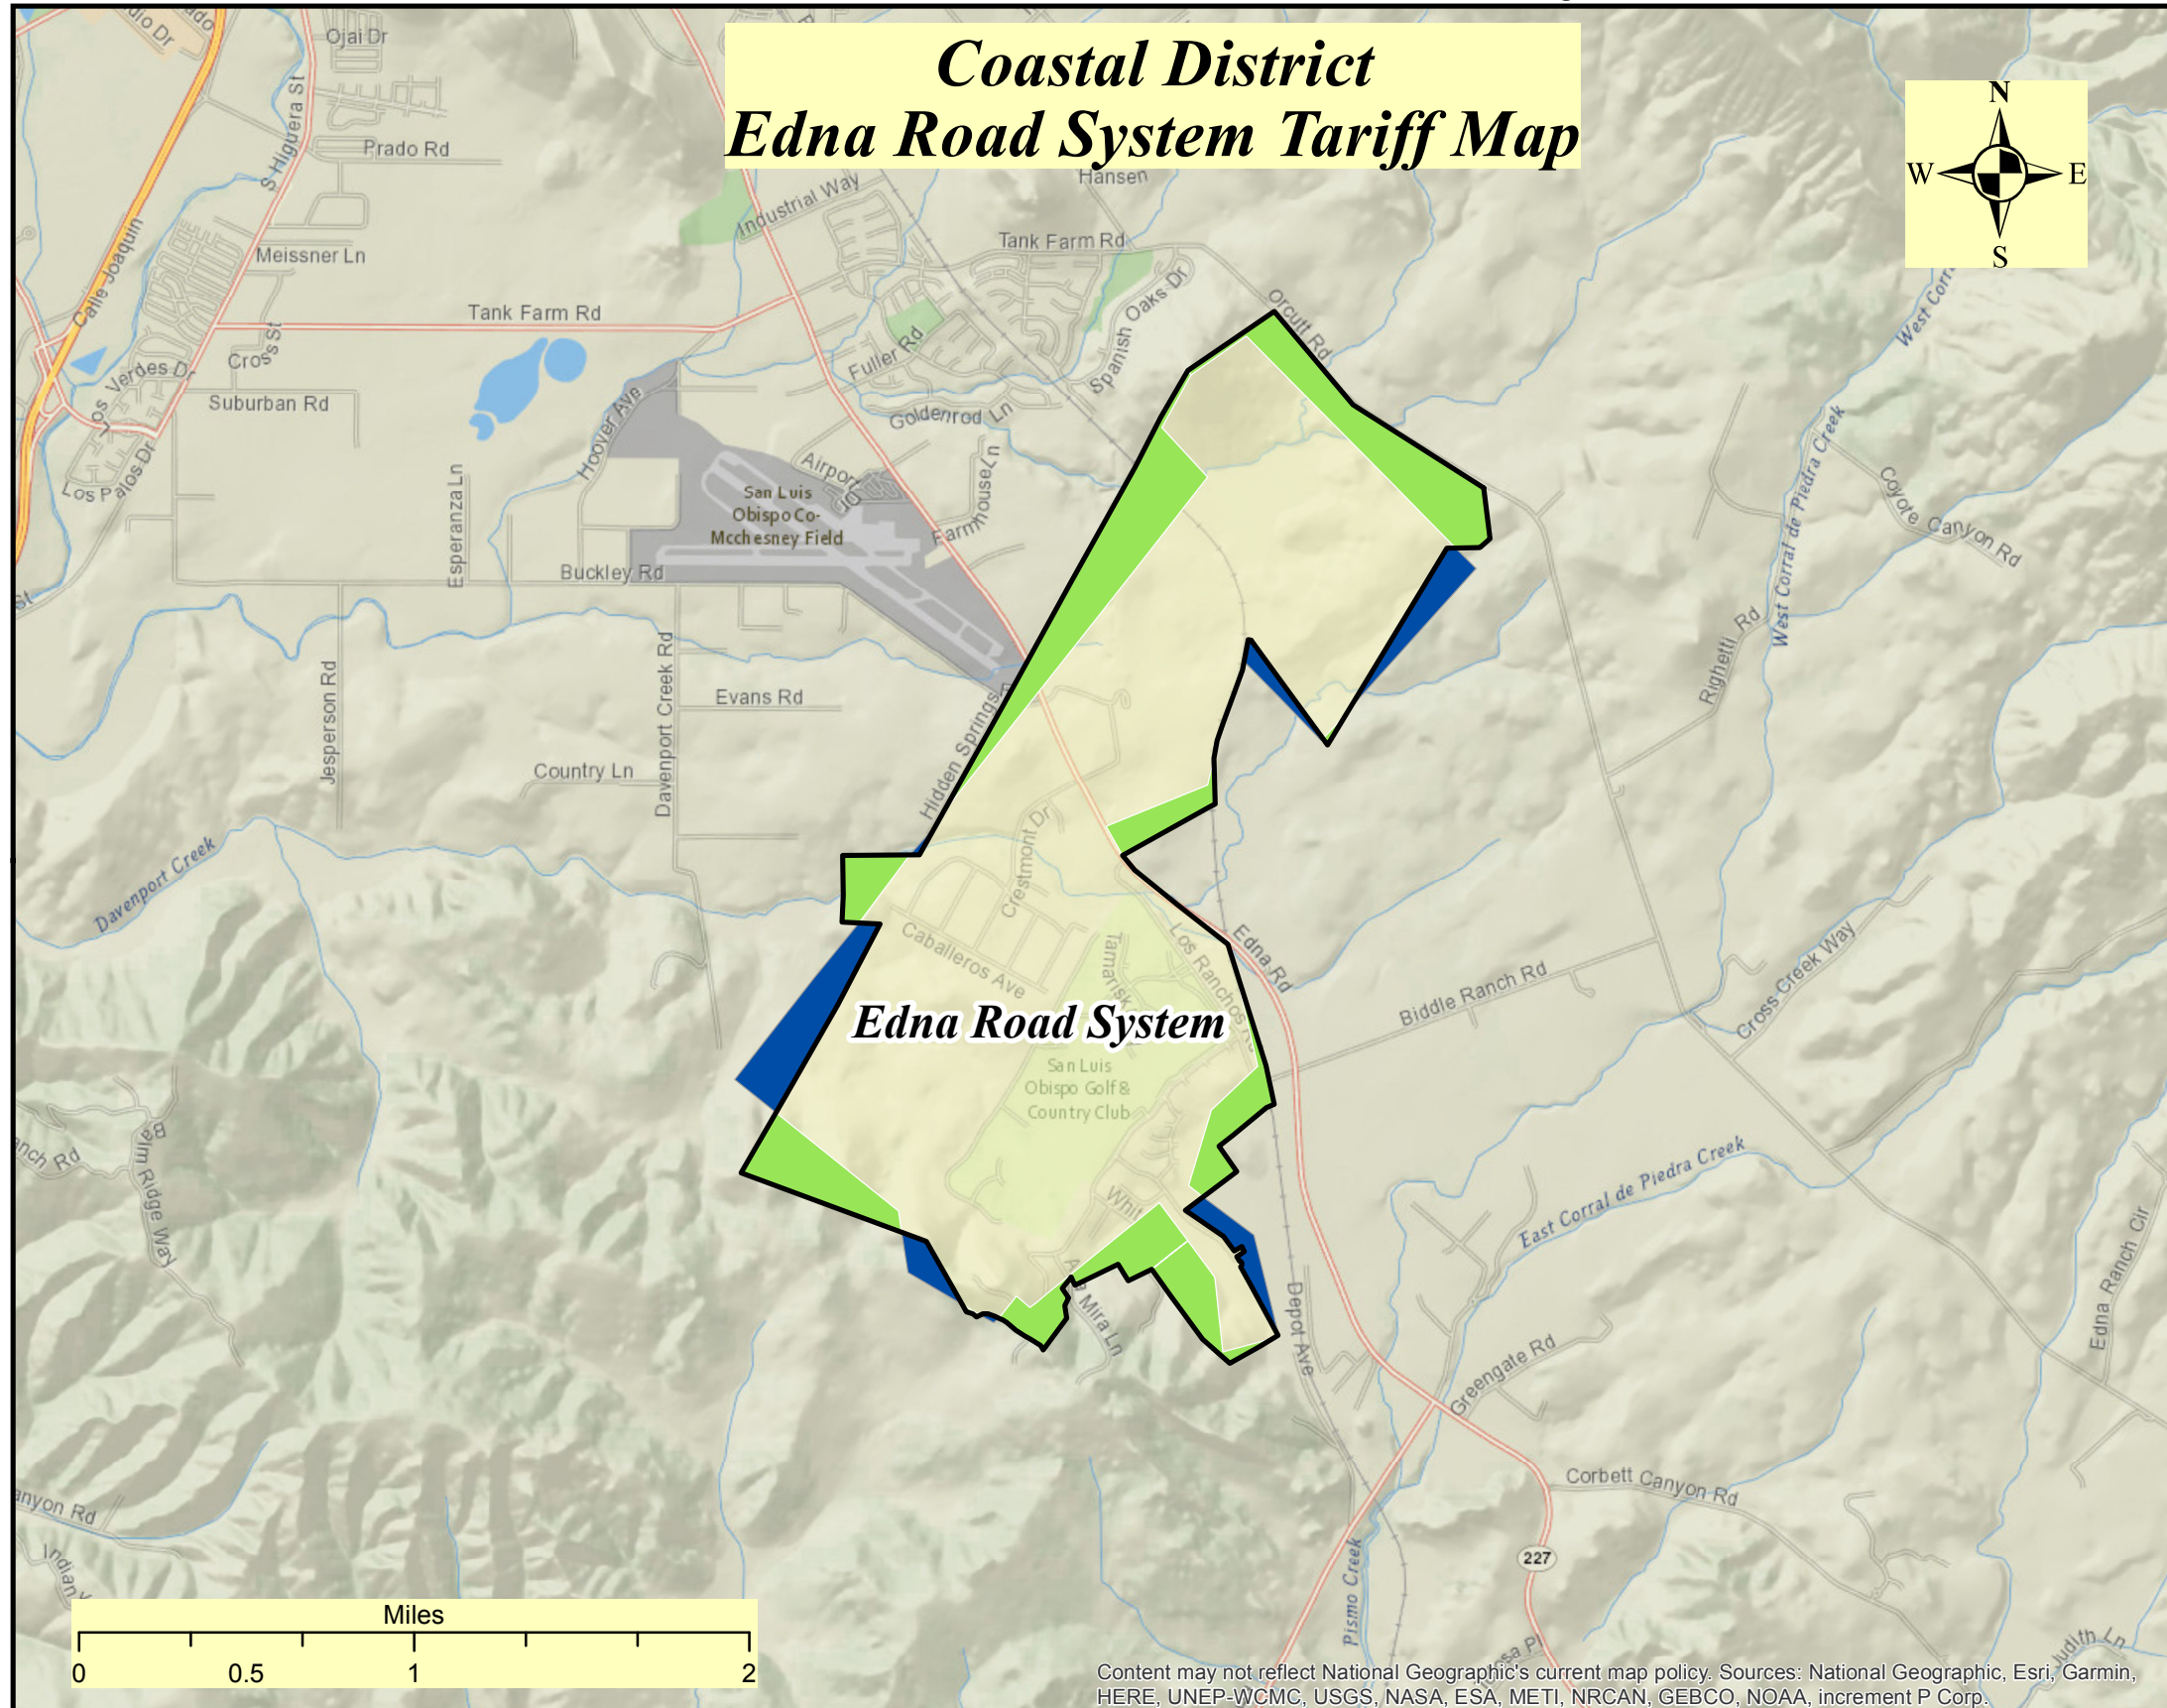 Coastal District
Edna Road System Tariff Map
N
W
E
S
Ojai Dr
S Higuera St
Prado Rd
Industrial Way
Hansen
Meissner Ln
Calle Joaquin
Tank Farm Rd
Tank Farm Rd
Spanish Oaks Dr
Orcutt Rd
Cross St
Los Verdes Dr
Suburban Rd
Fuller Rd
Goldenrod Ln
Hoover Ave
Los Palos Dr
Esperanza Ln
Airport Dr
Farmhouse Ln
San Luis
Obispo Co-
Mcchesney Field
Buckley Rd
West Corral de Piedra Creek
Coyote Canyon Rd
Righetti Rd
Jesperson Rd
Davenport Creek Rd
Evans Rd
Country Ln
Hidden Springs
Davenport Creek
Crestmont Dr
Caballeros Ave
Tamarisk
Los Ranchos Rd
Edna Rd
Biddle Ranch Rd
Cross Creek Way
Edna Road System
San Luis
Obispo Golf &
Country Club
Balm Ridge Way
East Corral de Piedra Creek
Edna Ranch Cir
Mira Ln
Depot Ave
Greengate Rd
Corbett Canyon Rd
227
Pismo Creek
Judith Ln
Miles
0 0.5 1 2
Content may not reflect National Geographic's current map policy. Sources: National Geographic, Esri, Garmin,
HERE, UNEP-WCMC, USGS, NASA, ESA, METI, NRCAN, GEBCO, NOAA, increment P Corp.